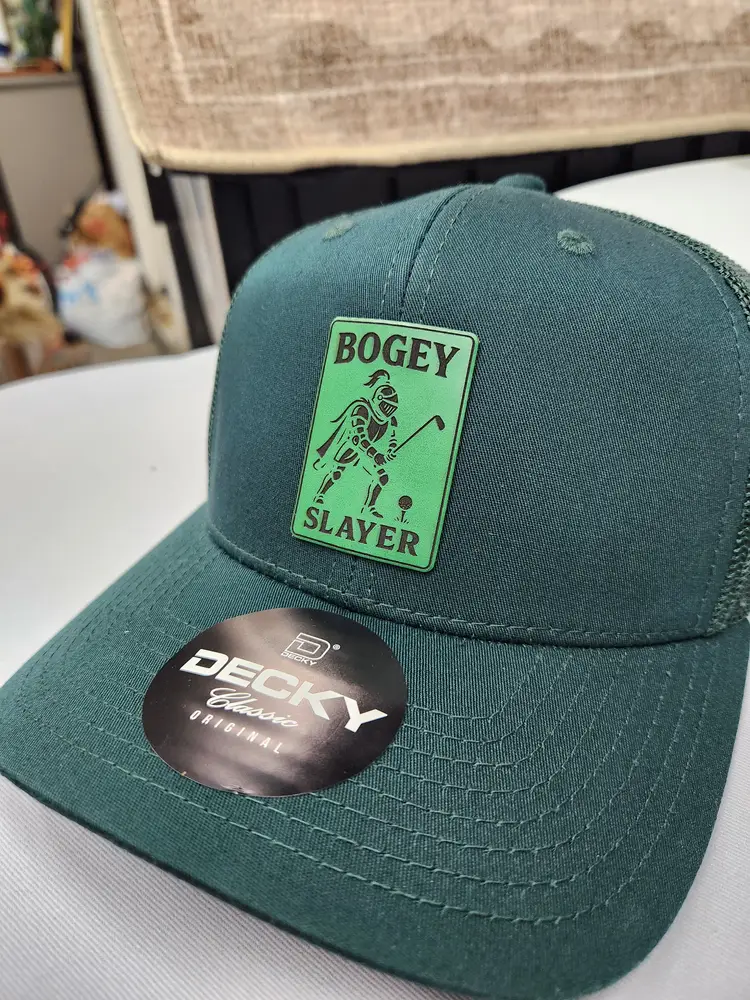 BOGEY
SLAYER
DECKY®
DECKY
Classic
ORIGINAL